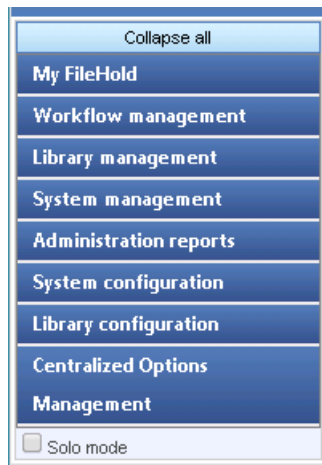 Collapse all
My FileHold
Workflow management
Library management
System management
Administration reports
System configuration
Library configuration
Centralized Options
Management
Solo mode